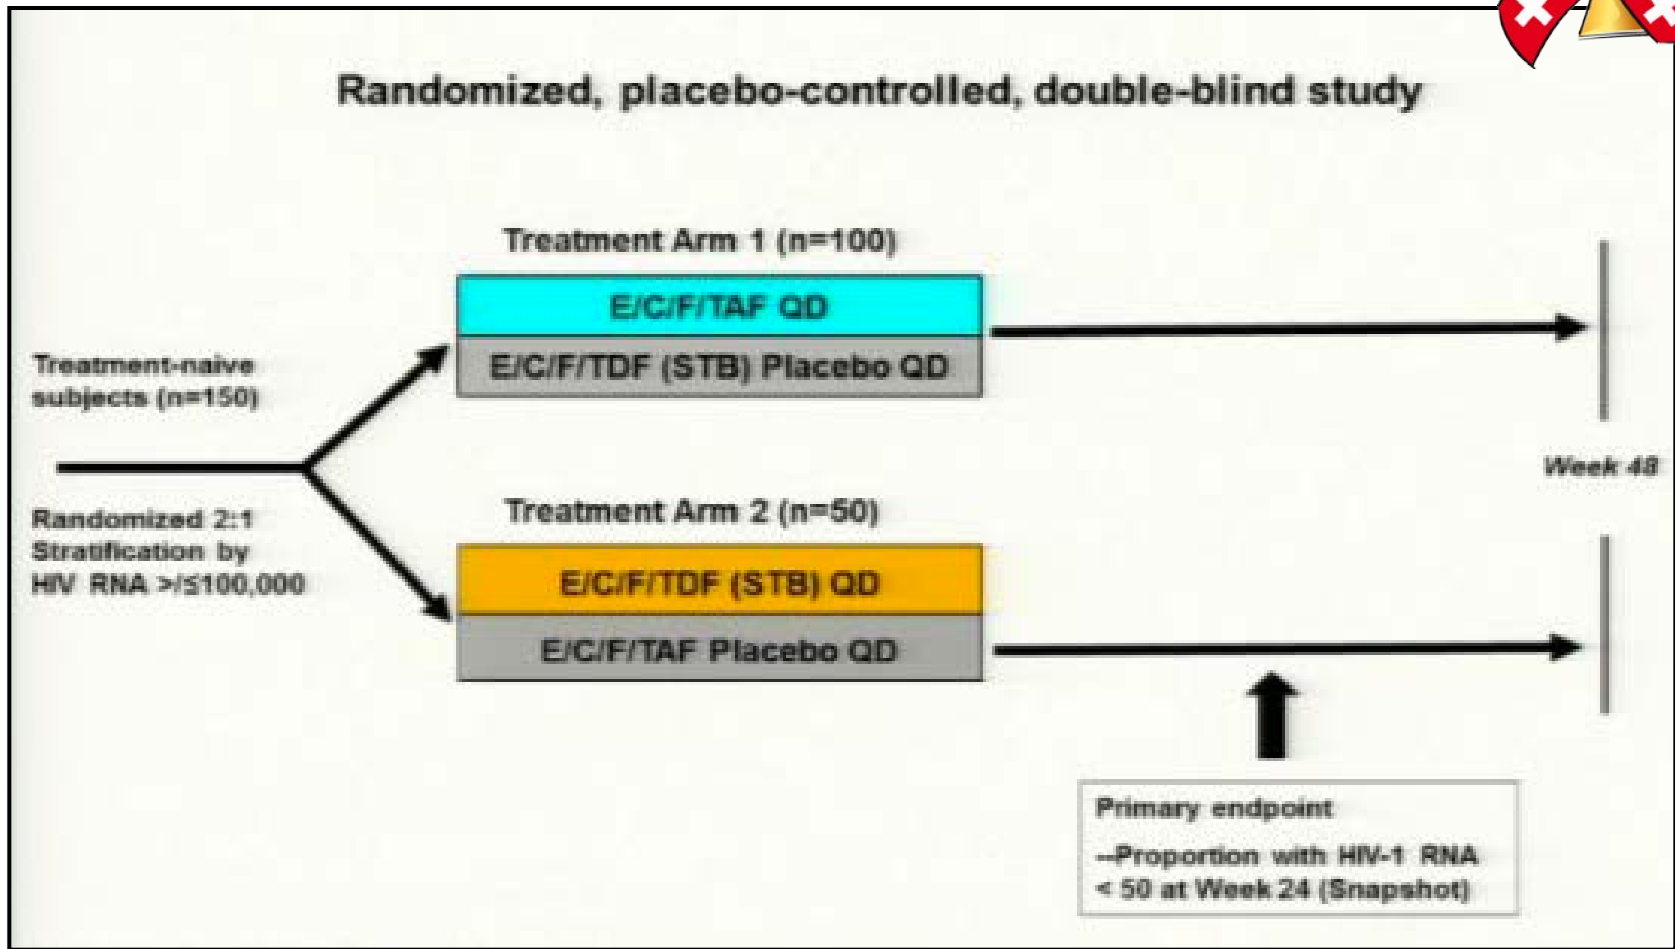 Randomized, placebo-controlled, double-blind study
Treatment-naive
subjects (n=150)
Randomized 2:1
Stratification by
HIV RNA >/≤100,000
Treatment Arm 1 (n=100)
E/C/F/TAF QD
E/C/F/TDF (STB) Placebo QD
Treatment Arm 2 (n=50)
E/C/F/TDF (STB) QD
E/C/F/TAF Placebo QD
Week 48
Primary endpoint
--Proportion with HIV-1 RNA
< 50 at Week 24 (Snapshot)